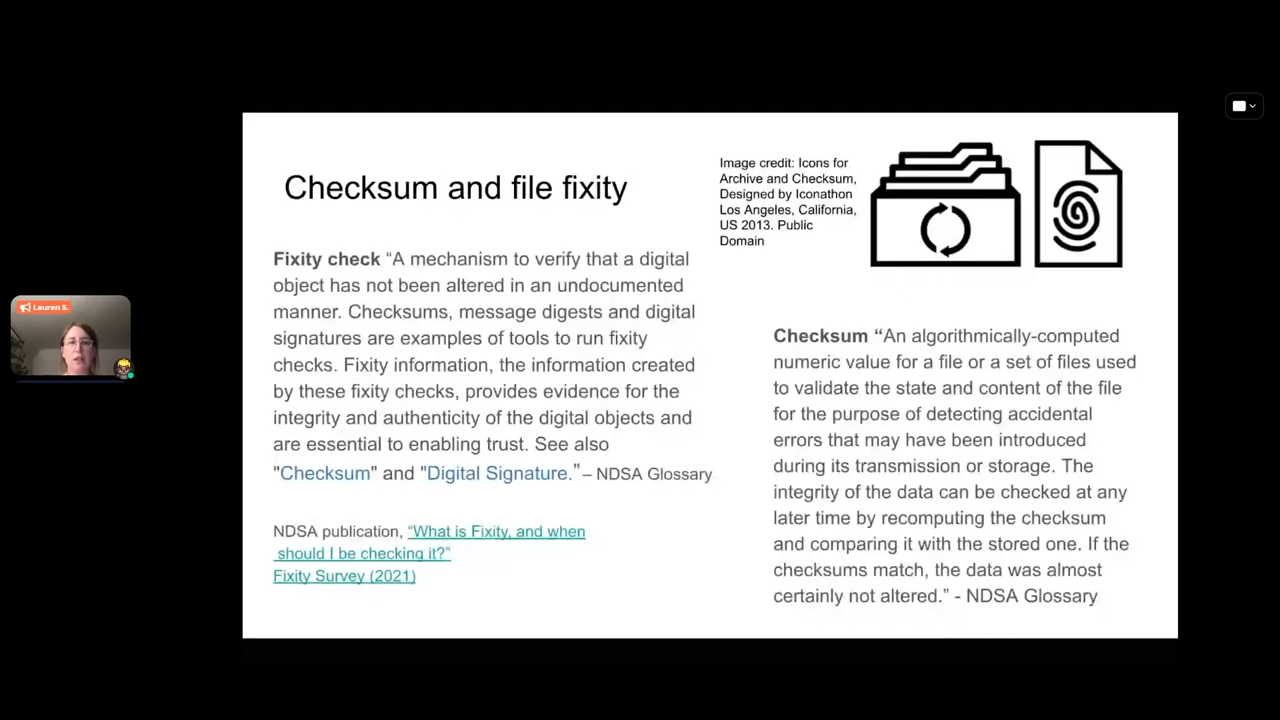 Checksum and file fixity
Image credit: Icons for
Archive and Checksum,
Designed by Iconathon
Los Angeles, California,
US 2013. Public
Domain
Fixity check “A mechanism to verify that a digital
object has not been altered in an undocumented
manner. Checksums, message digests and digital
signatures are examples of tools to run fixity
checks. Fixity information, the information created
by these fixity checks, provides evidence for the
integrity and authenticity of the digital objects and
are essential to enabling trust. See also
"Checksum" and "Digital Signature.” – NDSA Glossary
NDSA publication, “What is Fixity, and when
should I be checking it?”
Fixity Survey (2021)
Checksum “An algorithmically-computed
numeric value for a file or a set of files used
to validate the state and content of the file
for the purpose of detecting accidental
errors that may have been introduced
during its transmission or storage. The
integrity of the data can be checked at any
later time by recomputing the checksum
and comparing it with the stored one. If the
checksums match, the data was almost
certainly not altered.” - NDSA Glossary
Lauren S.